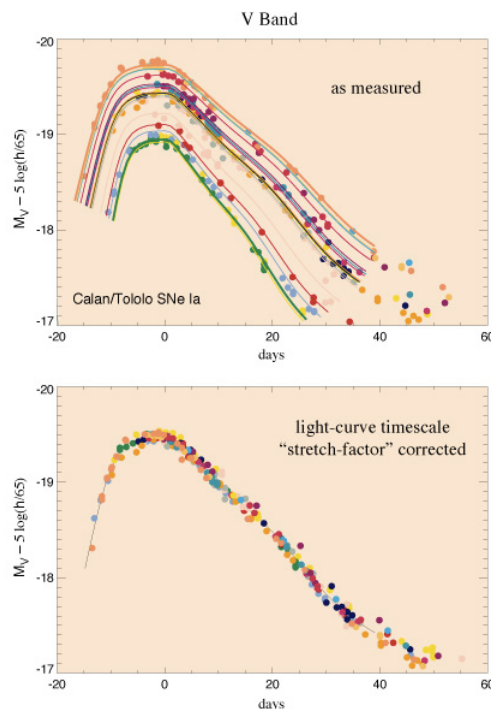 V Band
-20
-19
-18
-17
M_V – 5 log(h/65)
as measured
Calan/Tololo SNe Ia
-20 0 20 40 60
days
-20
-19
-18
-17
M_V – 5 log(h/65)
light-curve timescale
“stretch-factor” corrected
-20 0 20 40 60
days